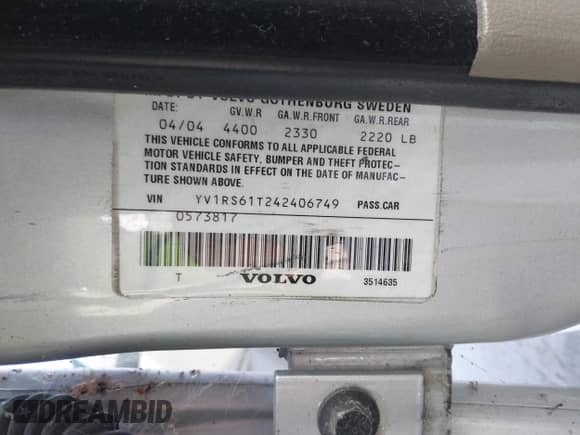 VOLVO GOTHENBURG SWEDEN
DATE: GV.W.R GA.W.R.FRONT GA.W.R.REAR
04/04 4400 2330 2220 LB
THIS VEHICLE CONFORMS TO ALL APPLICABLE FEDERAL
MOTOR VEHICLE SAFETY, BUMPER AND THEFT PROTEC-
TION STANDARDS IN EFFECT ON THE DATE OF MANUFAC-
TURE SHOWN ABOVE.
VIN YV1RS61T242406749 PASS.CAR
0573817
T VOLVO 3514635
DREAMBID